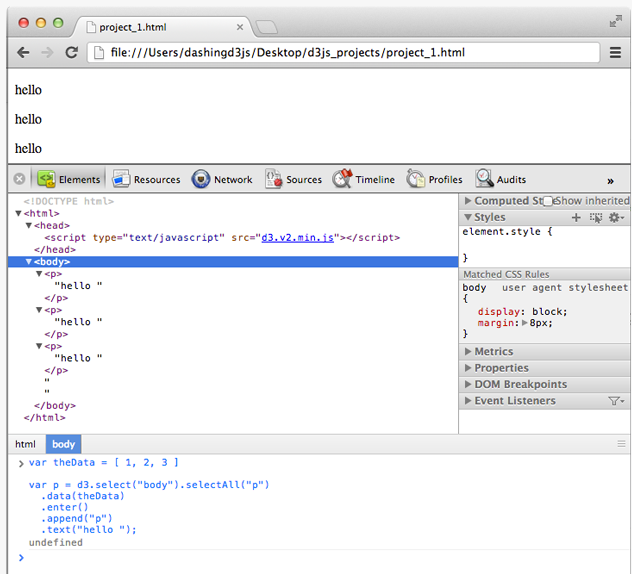 project_1.html
file:///Users/dashingd3js/Desktop/d3js_projects/project_1.html
hello
hello
hello
Elements Resources Network Sources Timeline Profiles Audits »
<!DOCTYPE html>
<html>
<head>
<script type="text/javascript" src="d3.v2.min.js"></script>
</head>
<body>
<p>
"hello "
</p>
<p>
"hello "
</p>
<p>
"hello "
</p>
"
"
</body>
</html>
Computed Sty Show inherited
Styles
element.style {
}
Matched CSS Rules
body user agent stylesheet
{
display: block;
margin: 8px;
}
Metrics
Properties
DOM Breakpoints
Event Listeners
html body
> var theData = [ 1, 2, 3 ]
var p = d3.select("body").selectAll("p")
.data(theData)
.enter()
.append("p")
.text("hello ");
undefined
>